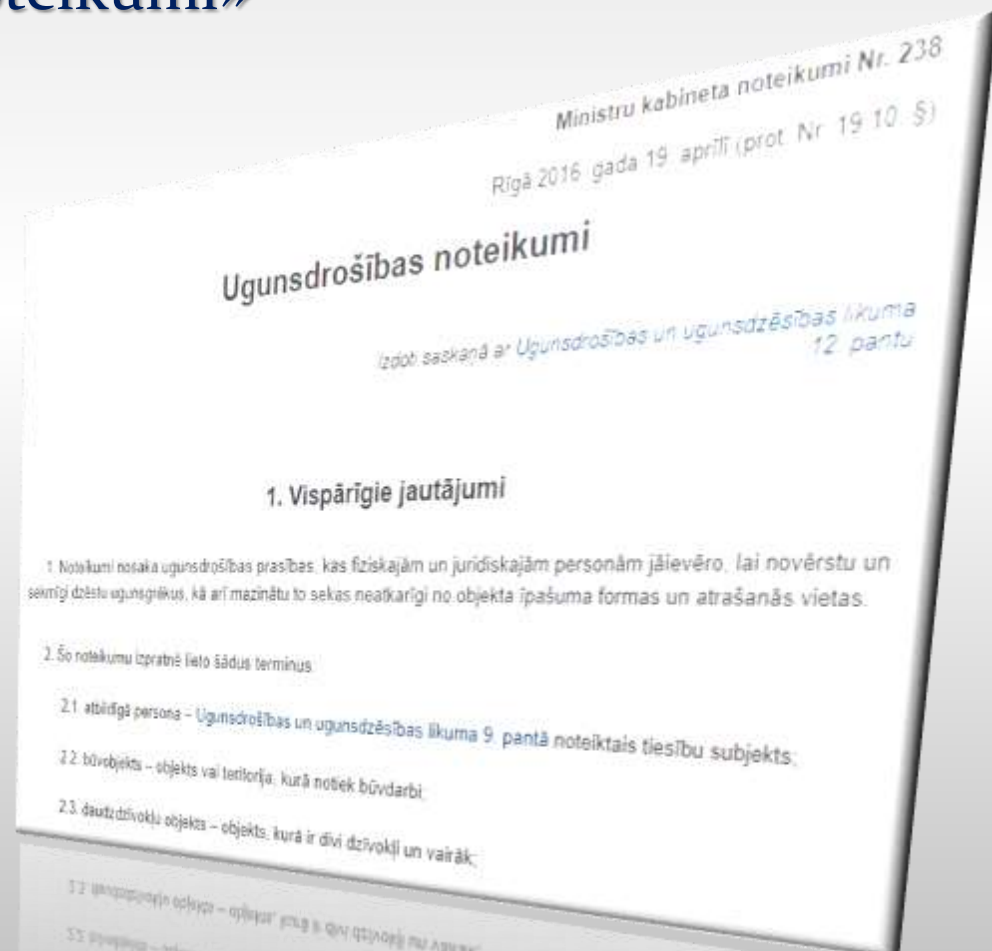 noteikumi»
Ministru kabineta noteikumi Nr. 238
Rīgā 2016. gada 19. aprīlī (prot. Nr. 19 10. §)
Ugunsdrošības noteikumi
Izdoti saskaņā ar Ugunsdrošības un ugunsdzēsības likuma
12. pantu
1. Vispārīgie jautājumi
1. Noteikumi nosaka ugunsdrošības prasības, kas fiziskajām un juridiskajām personām jāievēro, lai novērstu un
sekmīgi dzēstu ugunsgrēkus, kā arī mazinātu to sekas neatkarīgi no objekta īpašuma formas un atrašanās vietas.
2. Šo noteikumu izpratnē lieto šādus terminus:
2.1. atbildīgā persona – Ugunsdrošības un ugunsdzēsības likuma 9. pantā noteiktais tiesību subjekts;
2.2. būvobjekts – objekts vai teritorija, kurā notiek būvdarbi;
2.3. daudzdzīvokļu objekts – objekts, kurā ir divi dzīvokļi un vairāk;